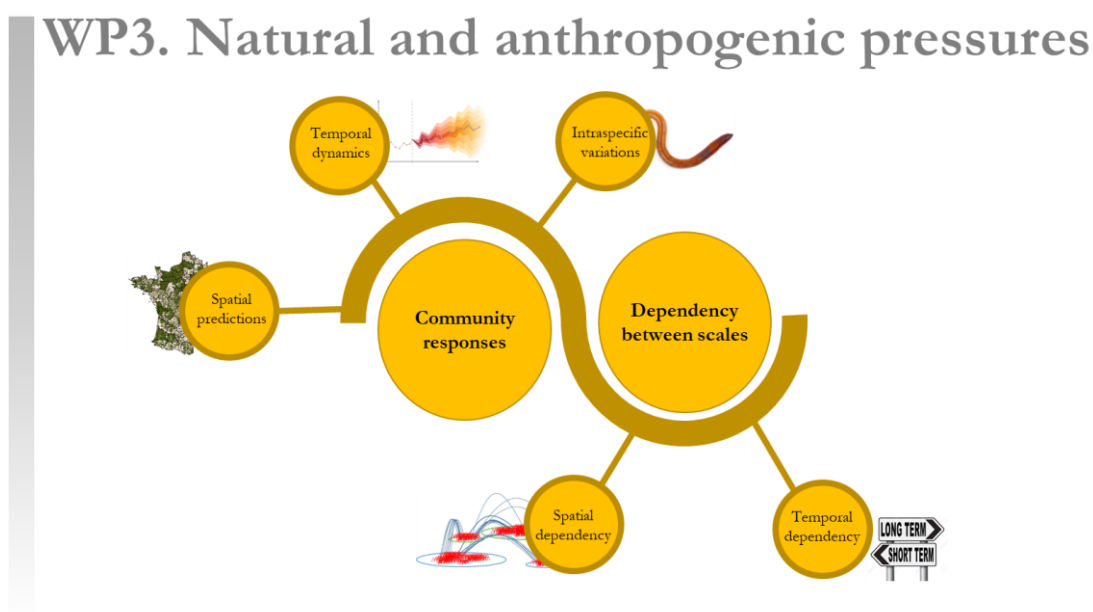 WP3. Natural and anthropogenic pressures
Temporal
dynamics
Intraspecific
variations
Spatial
predictions
Community
responses
Dependency
between scales
Spatial
dependency
Temporal
dependency
LONG TERM
SHORT TERM